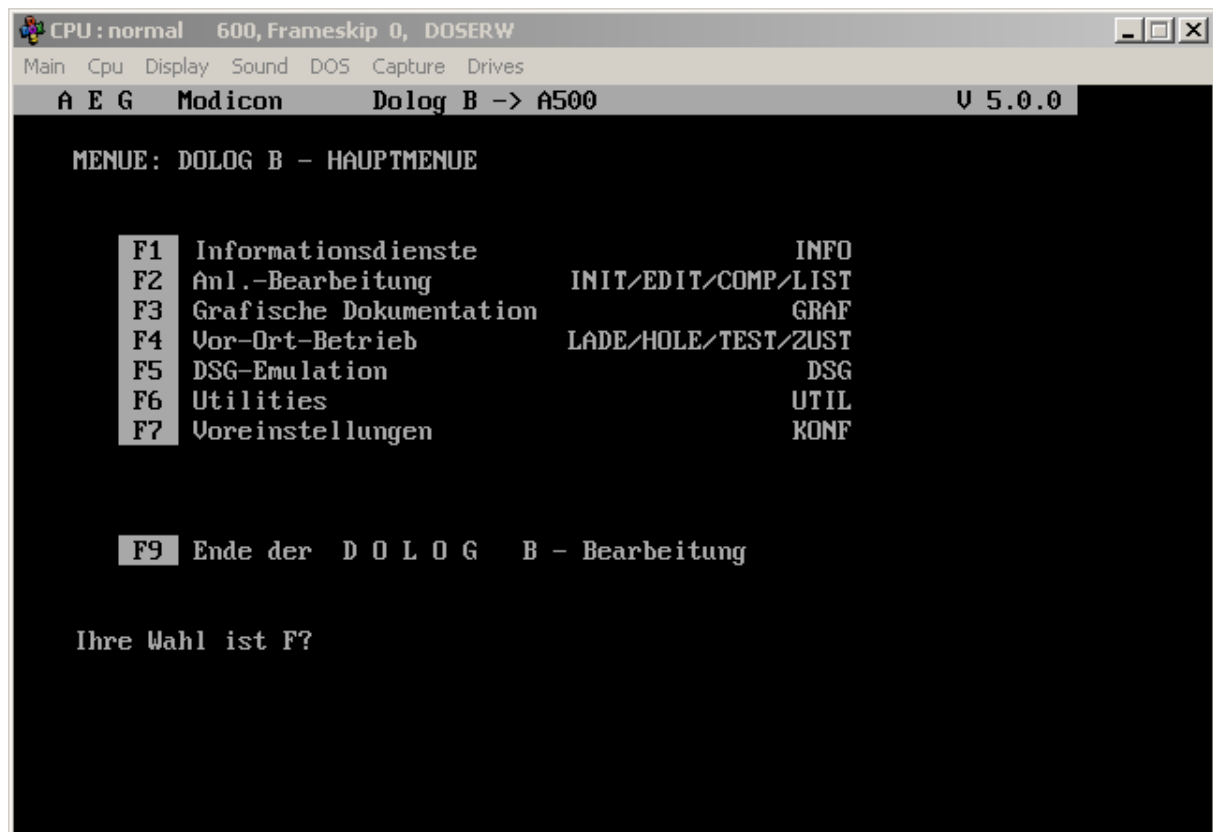 CPU : normal 600, Frameskip 0, DOSERW
Main Cpu Display Sound DOS Capture Drives
A E G Modicon Dolog B -> A500 V 5.0.0
MENUE: DOLOG B - HAUPTMENUE
F1 Informationsdienste INFO
F2 Anl.-Bearbeitung INIT/EDIT/COMP/LIST
F3 Grafische Dokumentation GRAF
F4 Vor-Ort-Betrieb LADE/HOLE/TEST/ZUST
F5 DSG-Emulation DSG
F6 Utilities UTIL
F7 Voreinstellungen KONF
F9 Ende der D O L O G B - Bearbeitung
Ihre Wahl ist F?